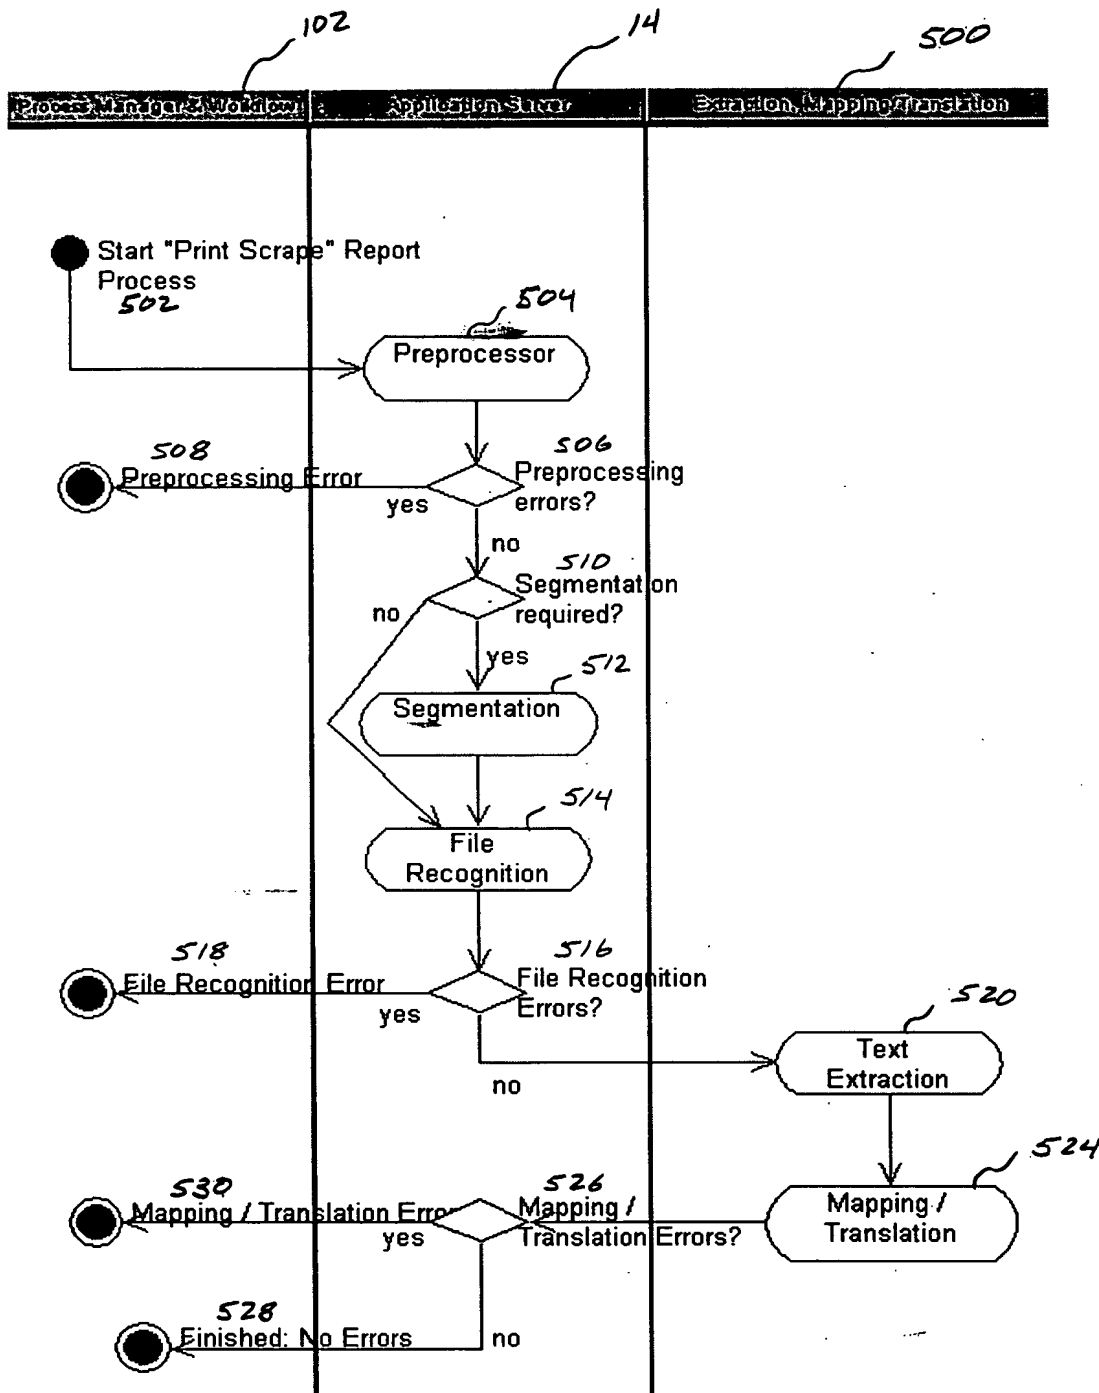 102
14
500
Process Manager & Workflow
Application Server
Extraction, Mapping/Translation
Start "Print Scrape" Report
Process
502
504
Preprocessor
508
Preprocessing Error
506
Preprocessing
errors?
yes
no
510
Segmentation
required?
no
yes
512
Segmentation
514
File
Recognition
518
File Recognition Error
516
File Recognition
Errors?
yes
no
520
Text
Extraction
524
Mapping /
Translation
530
Mapping / Translation Error
526
Mapping /
Translation Errors?
yes
528
Finished: No Errors
no